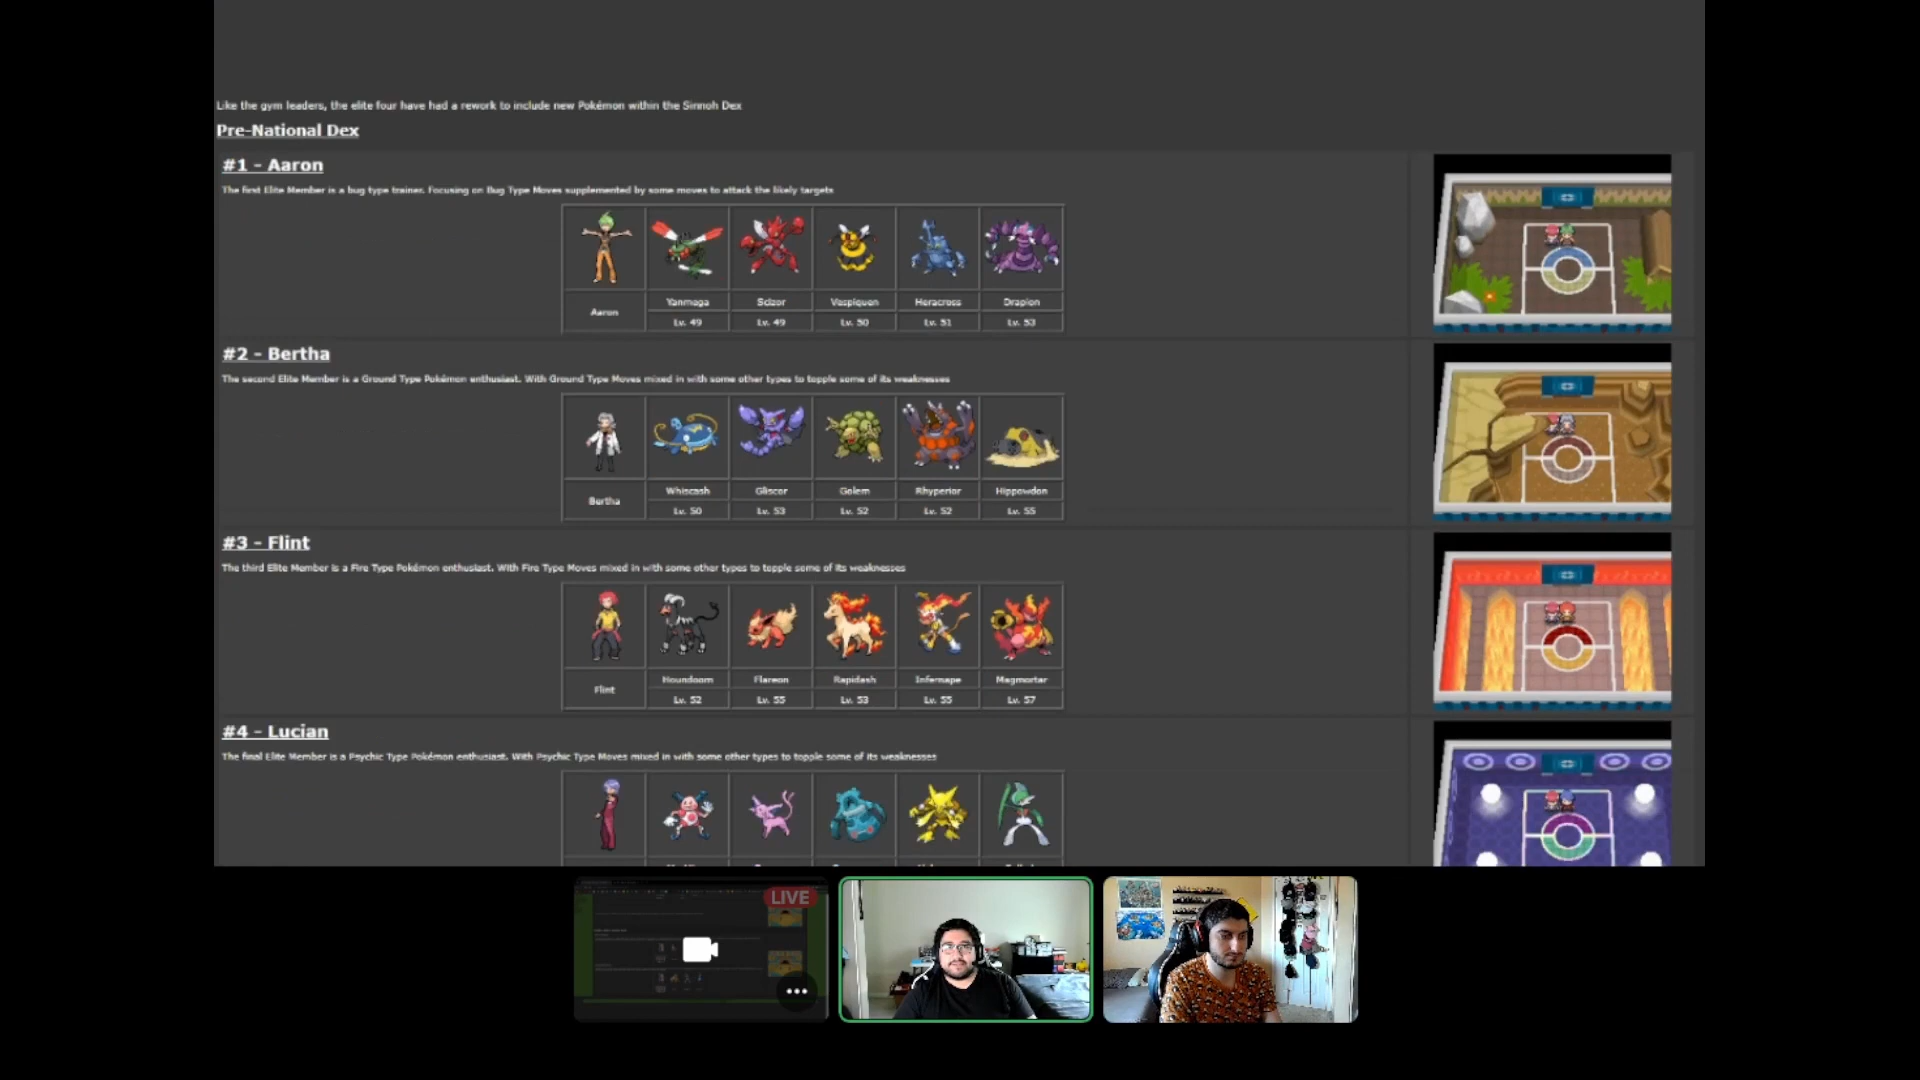 Like the gym leaders, the elite four have had a rework to include new Pokémon within the Sinnoh Dex
Pre-National Dex
#1 - Aaron
The first Elite Member is a bug type trainer. Focusing on Bug Type Moves supplemented by some moves to attack the likely targets
Aaron
Yanmega Scizor Vespiquen Heracross Drapion
Lv. 49 Lv. 49 Lv. 50 Lv. 51 Lv. 53
#2 - Bertha
The second Elite Member is a Ground Type Pokémon enthusiast. With Ground Type Moves mixed in with some other types to topple some of its weaknesses
Bertha
Whiscash Gliscor Golem Rhyperior Hippowdon
Lv. 50 Lv. 53 Lv. 52 Lv. 52 Lv. 55
#3 - Flint
The third Elite Member is a Fire Type Pokémon enthusiast. With Fire Type Moves mixed in with some other types to topple some of its weaknesses
Flint
Houndoom Flareon Rapidash Infernape Magmortar
Lv. 52 Lv. 55 Lv. 53 Lv. 55 Lv. 57
#4 - Lucian
The final Elite Member is a Psychic Type Pokémon enthusiast. With Psychic Type Moves mixed in with some other types to topple some of its weaknesses
LIVE